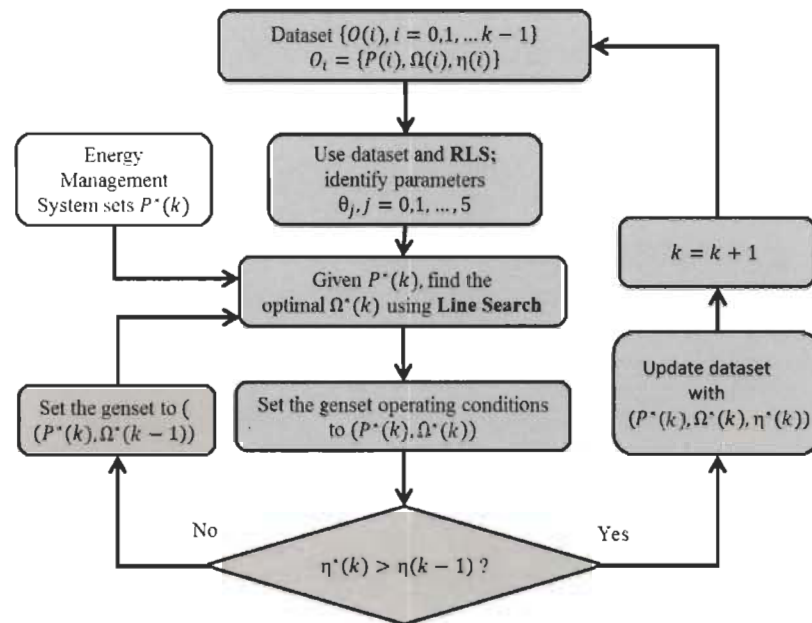 Dataset {O(i), i = 0,1, … k − 1}
O_i = {P(i), Ω(i), η(i)}
Energy
Management
System sets P*(k)
Use dataset and RLS;
identify parameters
θ_j, j = 0,1, … ,5
k = k + 1
Given P*(k), find the
optimal Ω*(k) using Line Search
Set the genset to (
(P*(k), Ω*(k − 1))
Set the genset operating conditions
to (P*(k), Ω*(k))
Update dataset
with
(P*(k), Ω*(k), η*(k))
No
Yes
η*(k) > η(k − 1) ?